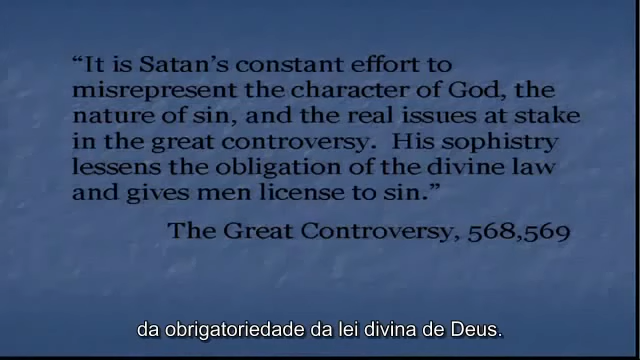 “It is Satan’s constant effort to
misrepresent the character of God, the
nature of sin, and the real issues at stake
in the great controversy.  His sophistry
lessens the obligation of the divine law
and gives men license to sin.”
The Great Controversy, 568,569
da obrigatoriedade da lei divina de Deus.